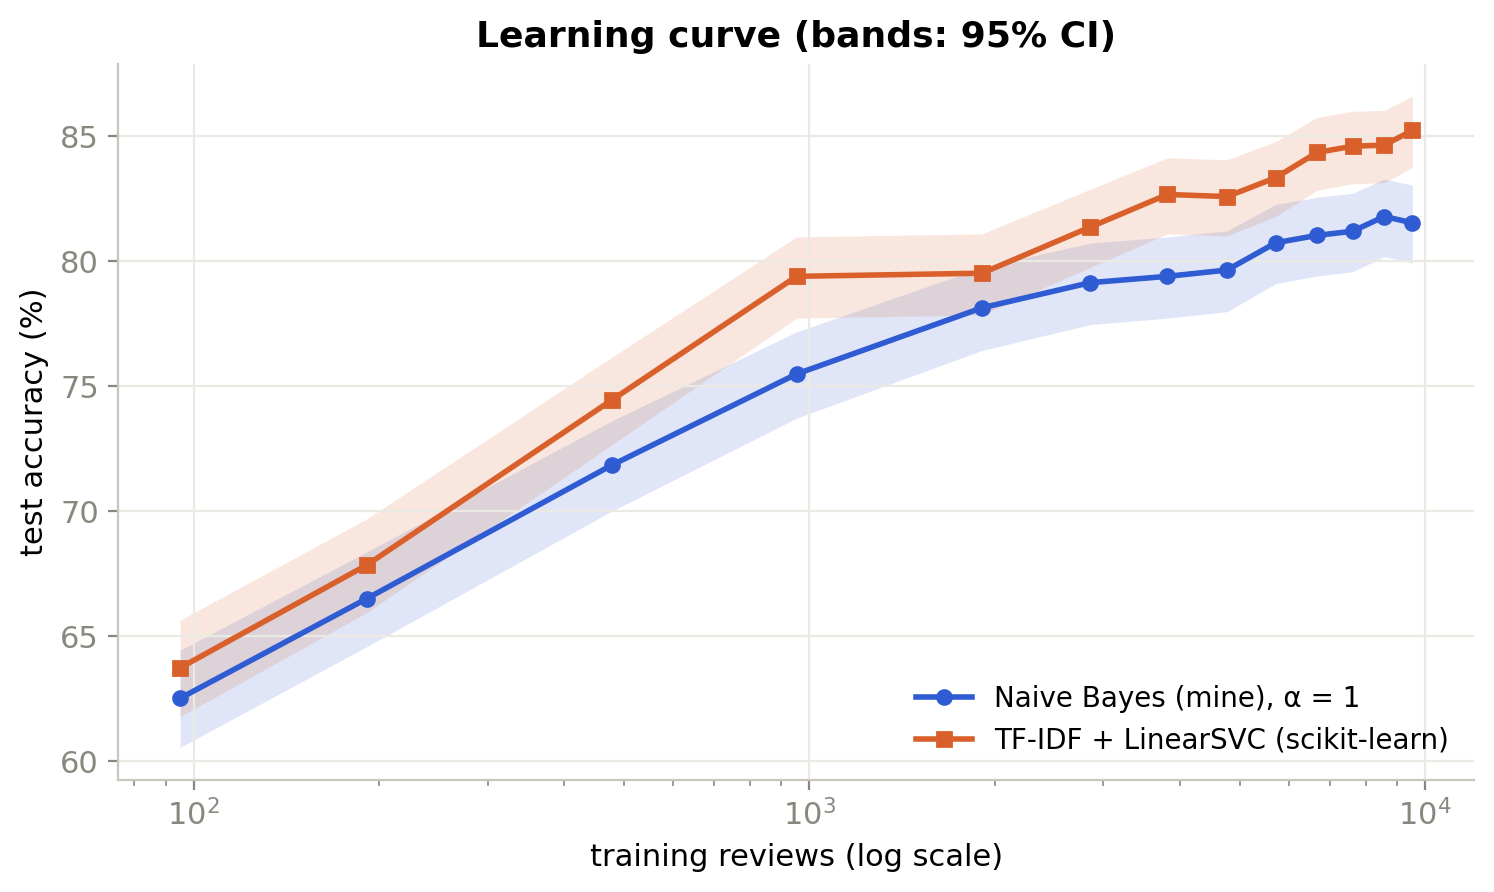 Learning curve (bands: 95% CI)
test accuracy (%)
85
80
75
70
65
60
Naive Bayes (mine), α = 1
TF-IDF + LinearSVC (scikit-learn)
10²
10³
10⁴
training reviews (log scale)